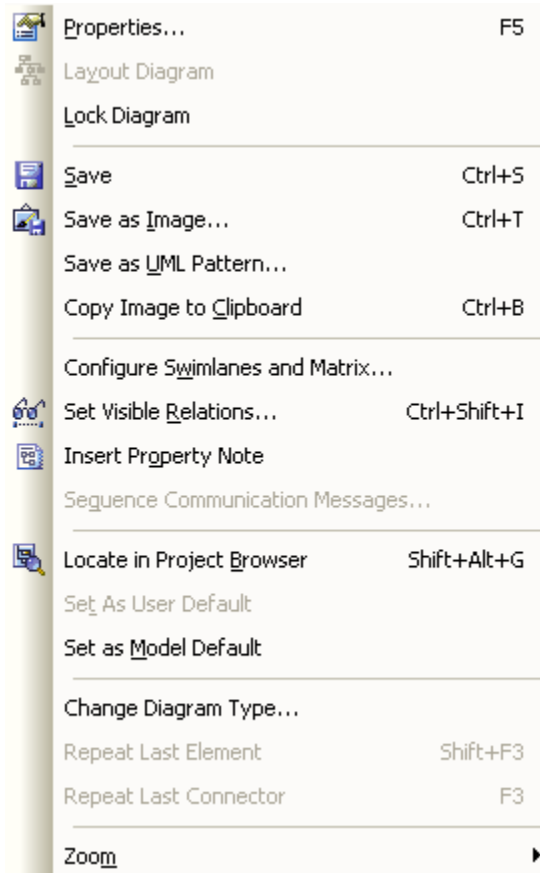 Properties... F5
Layout Diagram
Lock Diagram
Save Ctrl+S
Save as Image... Ctrl+T
Save as UML Pattern...
Copy Image to Clipboard Ctrl+B
Configure Swimlanes and Matrix...
Set Visible Relations... Ctrl+Shift+I
Insert Property Note
Sequence Communication Messages...
Locate in Project Browser Shift+Alt+G
Set As User Default
Set as Model Default
Change Diagram Type...
Repeat Last Element Shift+F3
Repeat Last Connector F3
Zoom